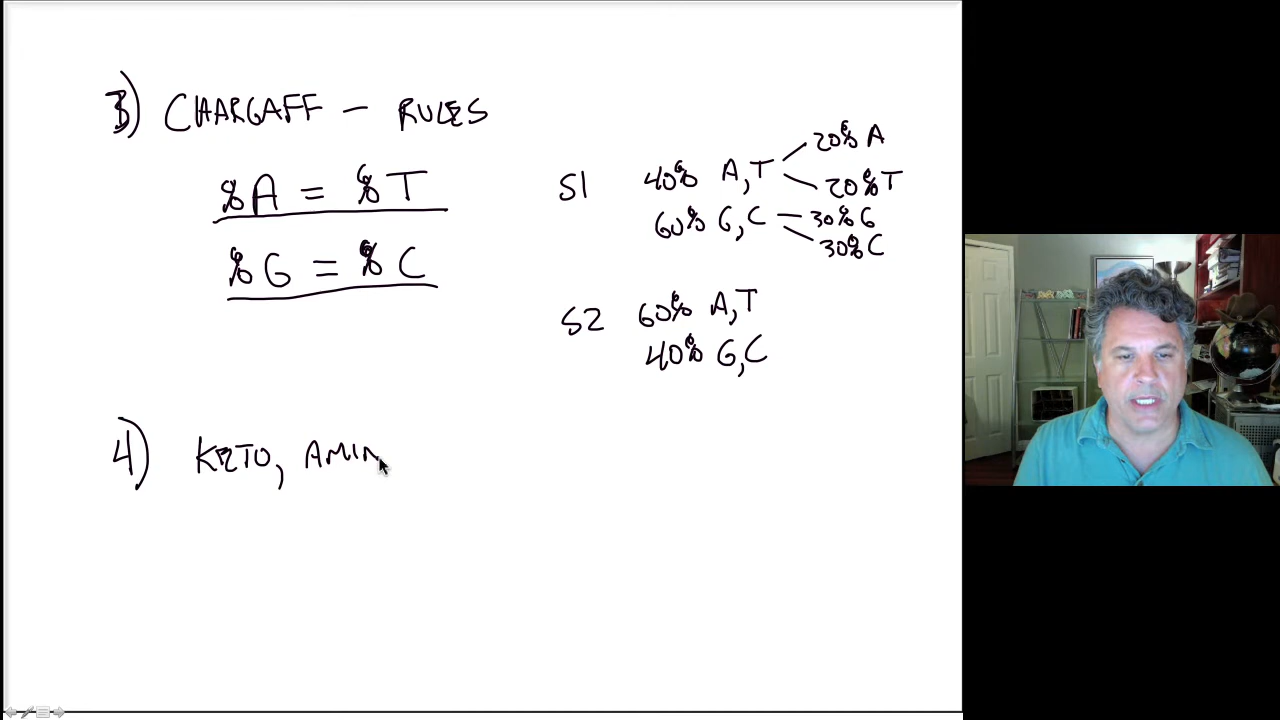 3) CHARGAFF — RULES
%A = %T
%G = %C
S1 40% A,T 20% A
20% T
60% G,C 30% G
30% C
S2 60% A,T
40% G,C
4) KETO, AMIN